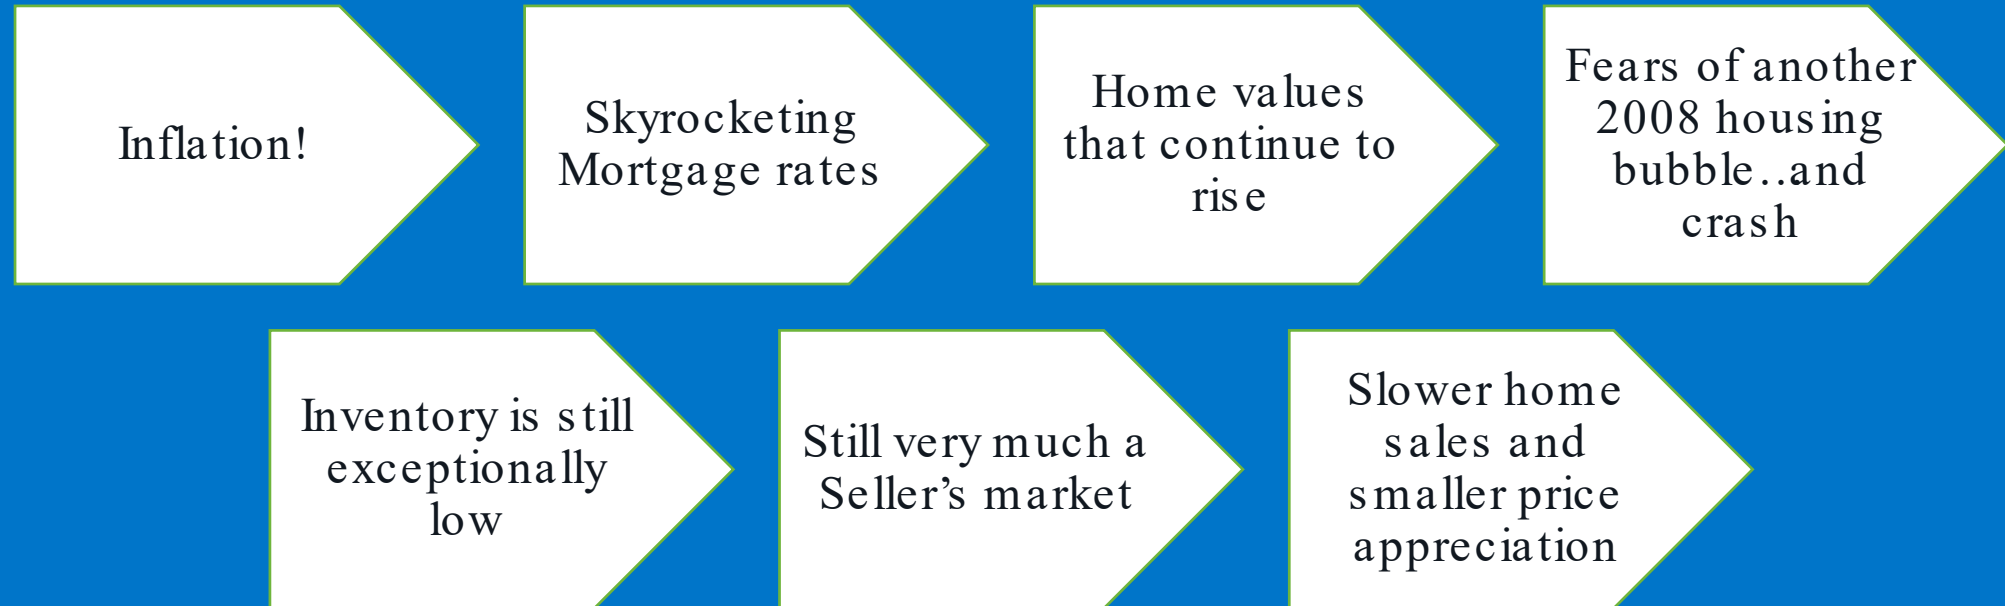 Inflation!
Skyrocketing
Mortgage rates
Home values
that continue to
rise
Fears of another
2008 housing
bubble...and
crash
Inventory is still
exceptionally
low
Still very much a
Seller’s market
Slower home
sales and
smaller price
appreciation